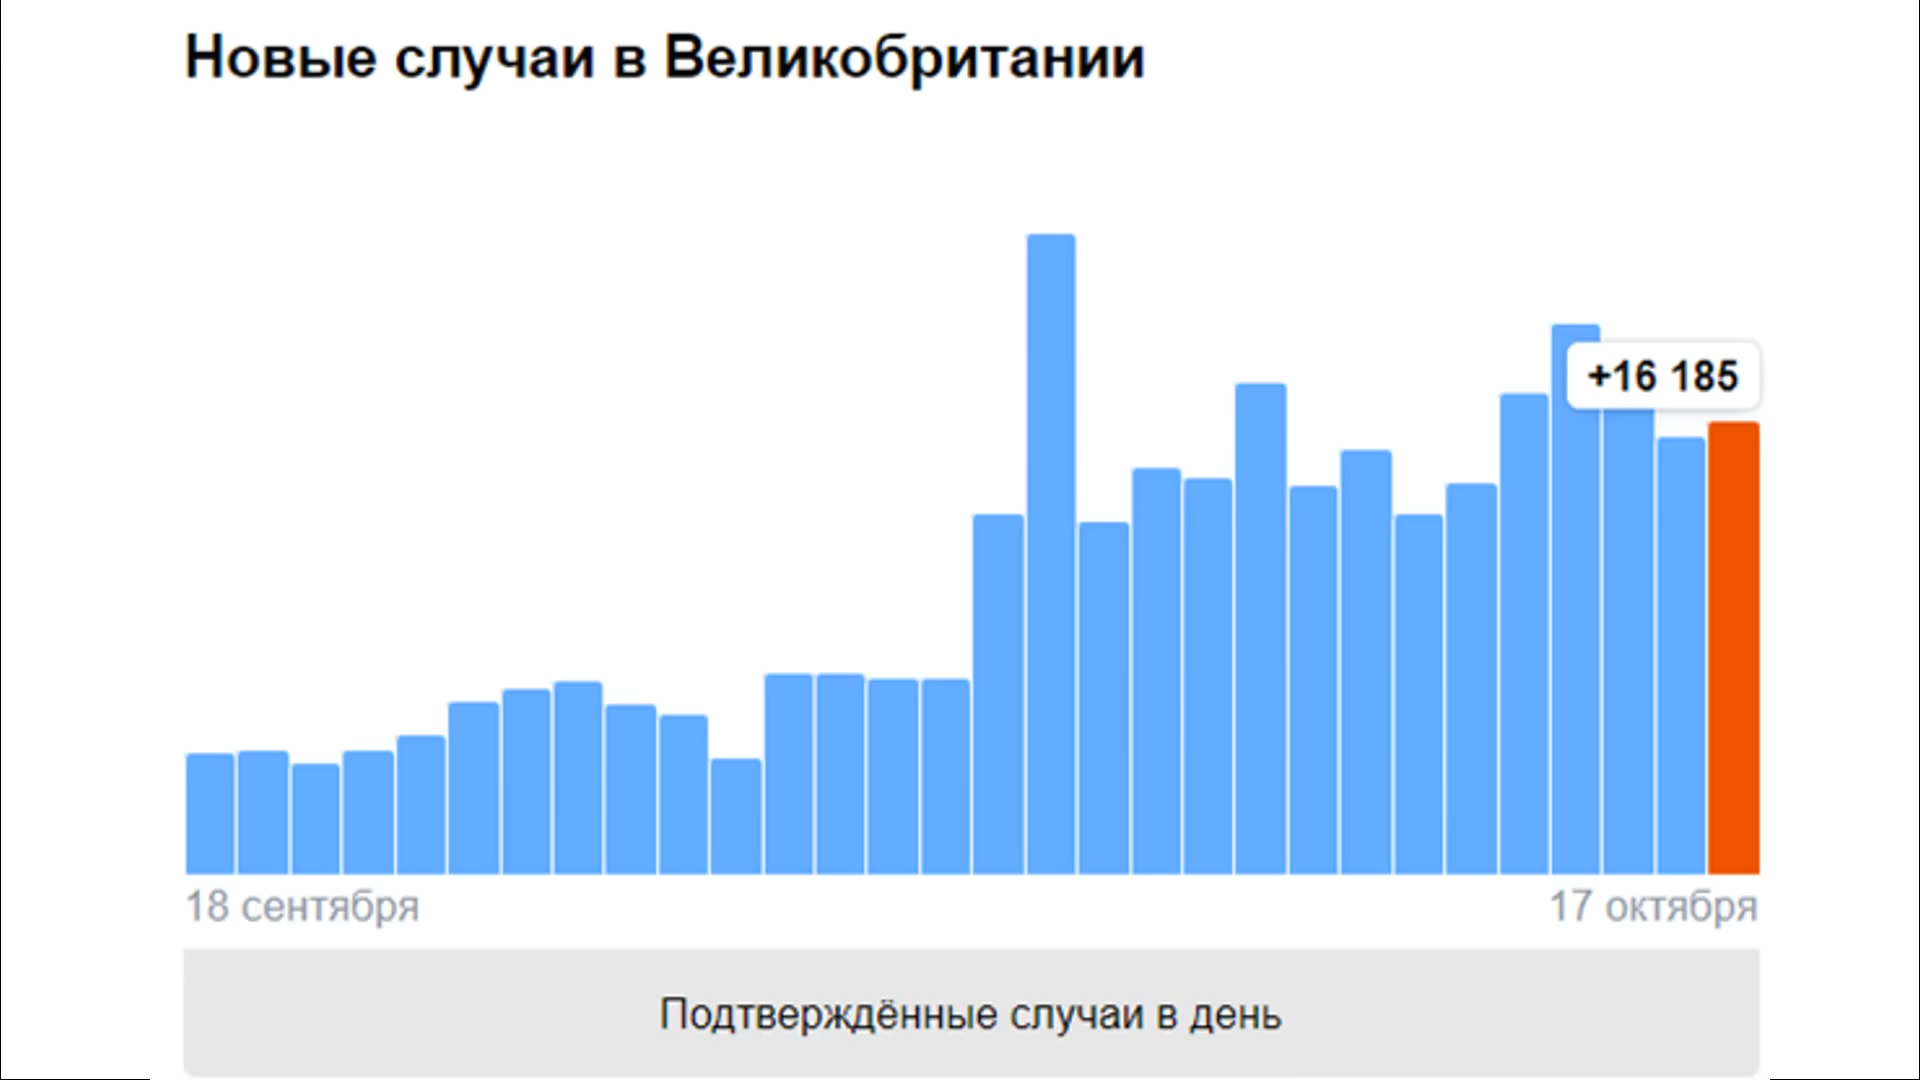 Новые случаи в Великобритании
+16 185
18 сентября
17 октября
Подтверждённые случаи в день